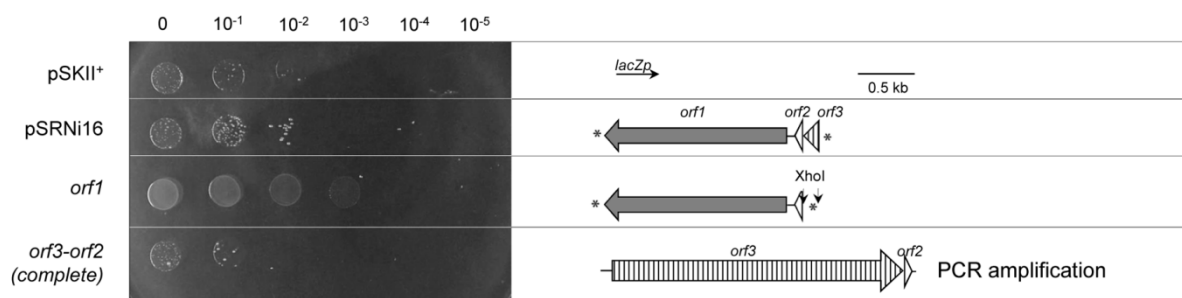 0 10⁻¹ 10⁻² 10⁻³ 10⁻⁴ 10⁻⁵
pSKII⁺
lacZp
0.5 kb
pSRNi16
orf1 orf2 orf3
* *
orf1
XhoI
* *
orf3-orf2
(complete)
orf3 orf2
PCR amplification